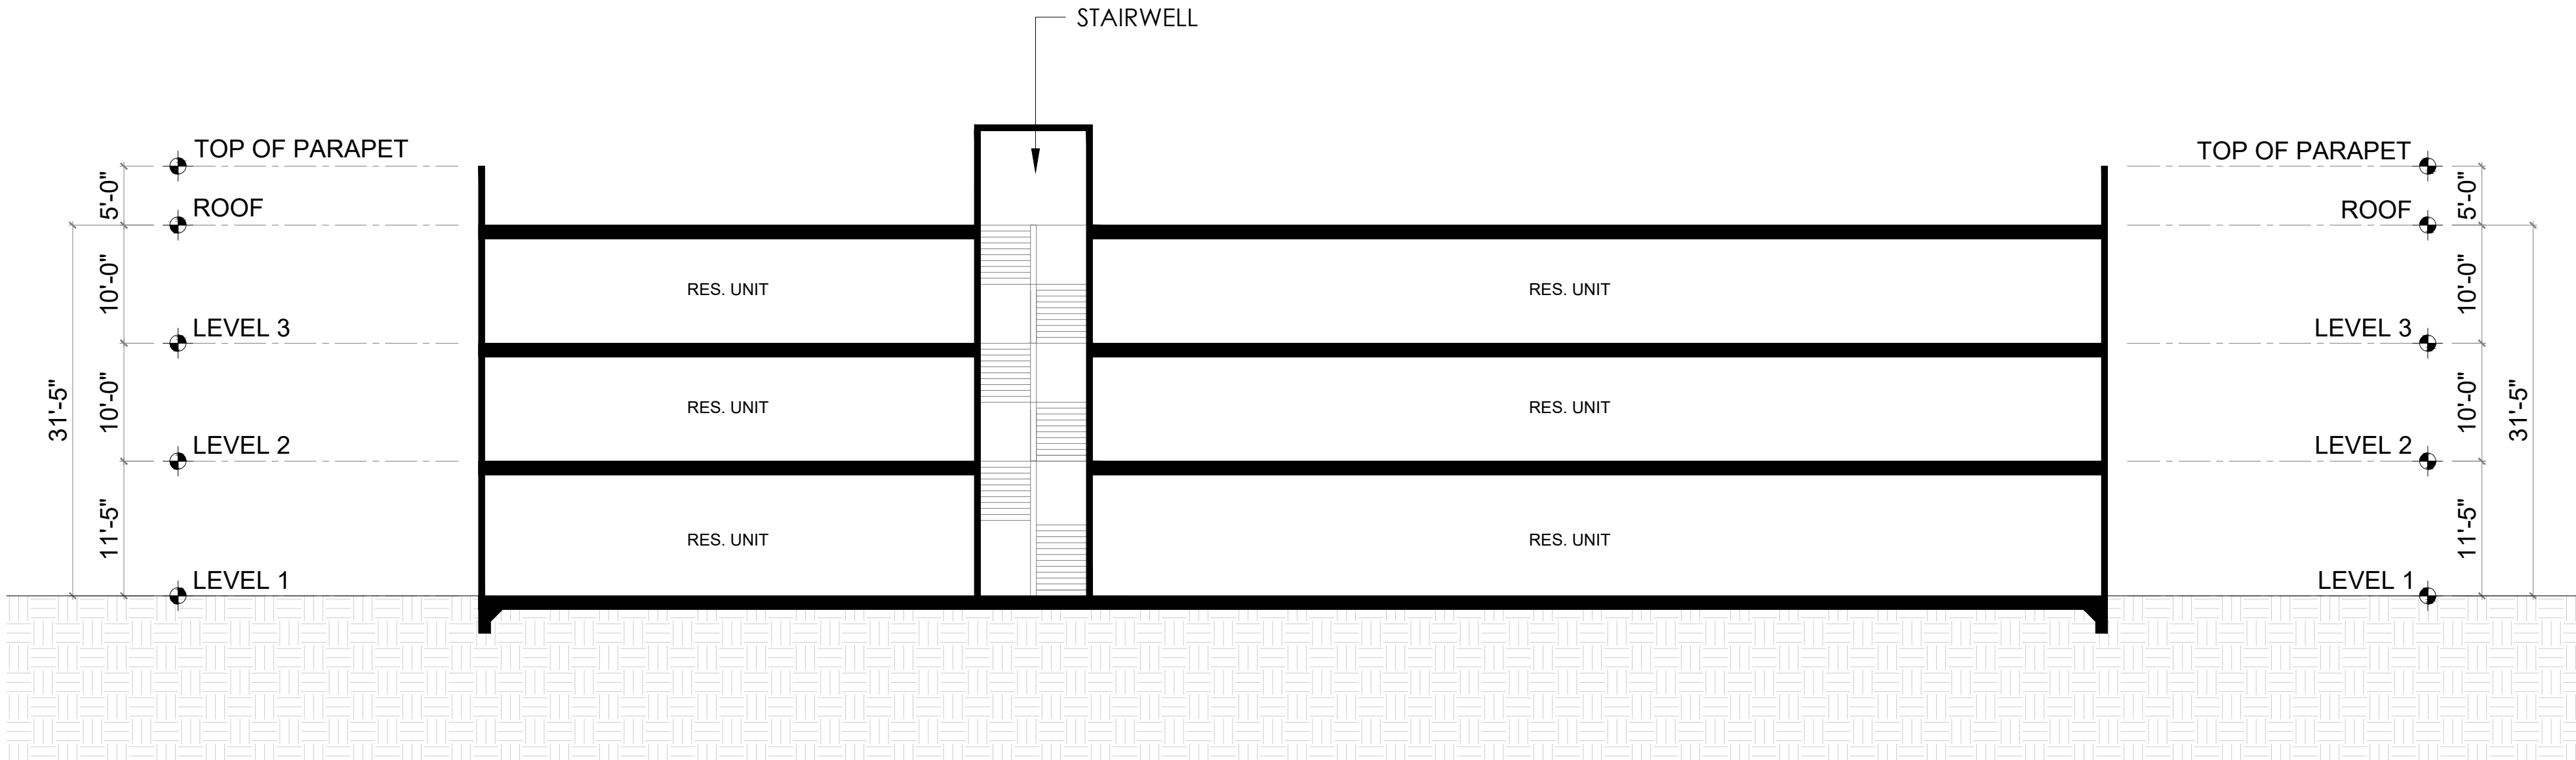 STAIRWELL
TOP OF PARAPET
TOP OF PARAPET
5'-0"
5'-0"
ROOF
ROOF
10'-0"
RES. UNIT
RES. UNIT
10'-0"
LEVEL 3
LEVEL 3
31'-5"
10'-0"
RES. UNIT
RES. UNIT
10'-0"
31'-5"
LEVEL 2
LEVEL 2
11'-5"
RES. UNIT
RES. UNIT
11'-5"
LEVEL 1
LEVEL 1